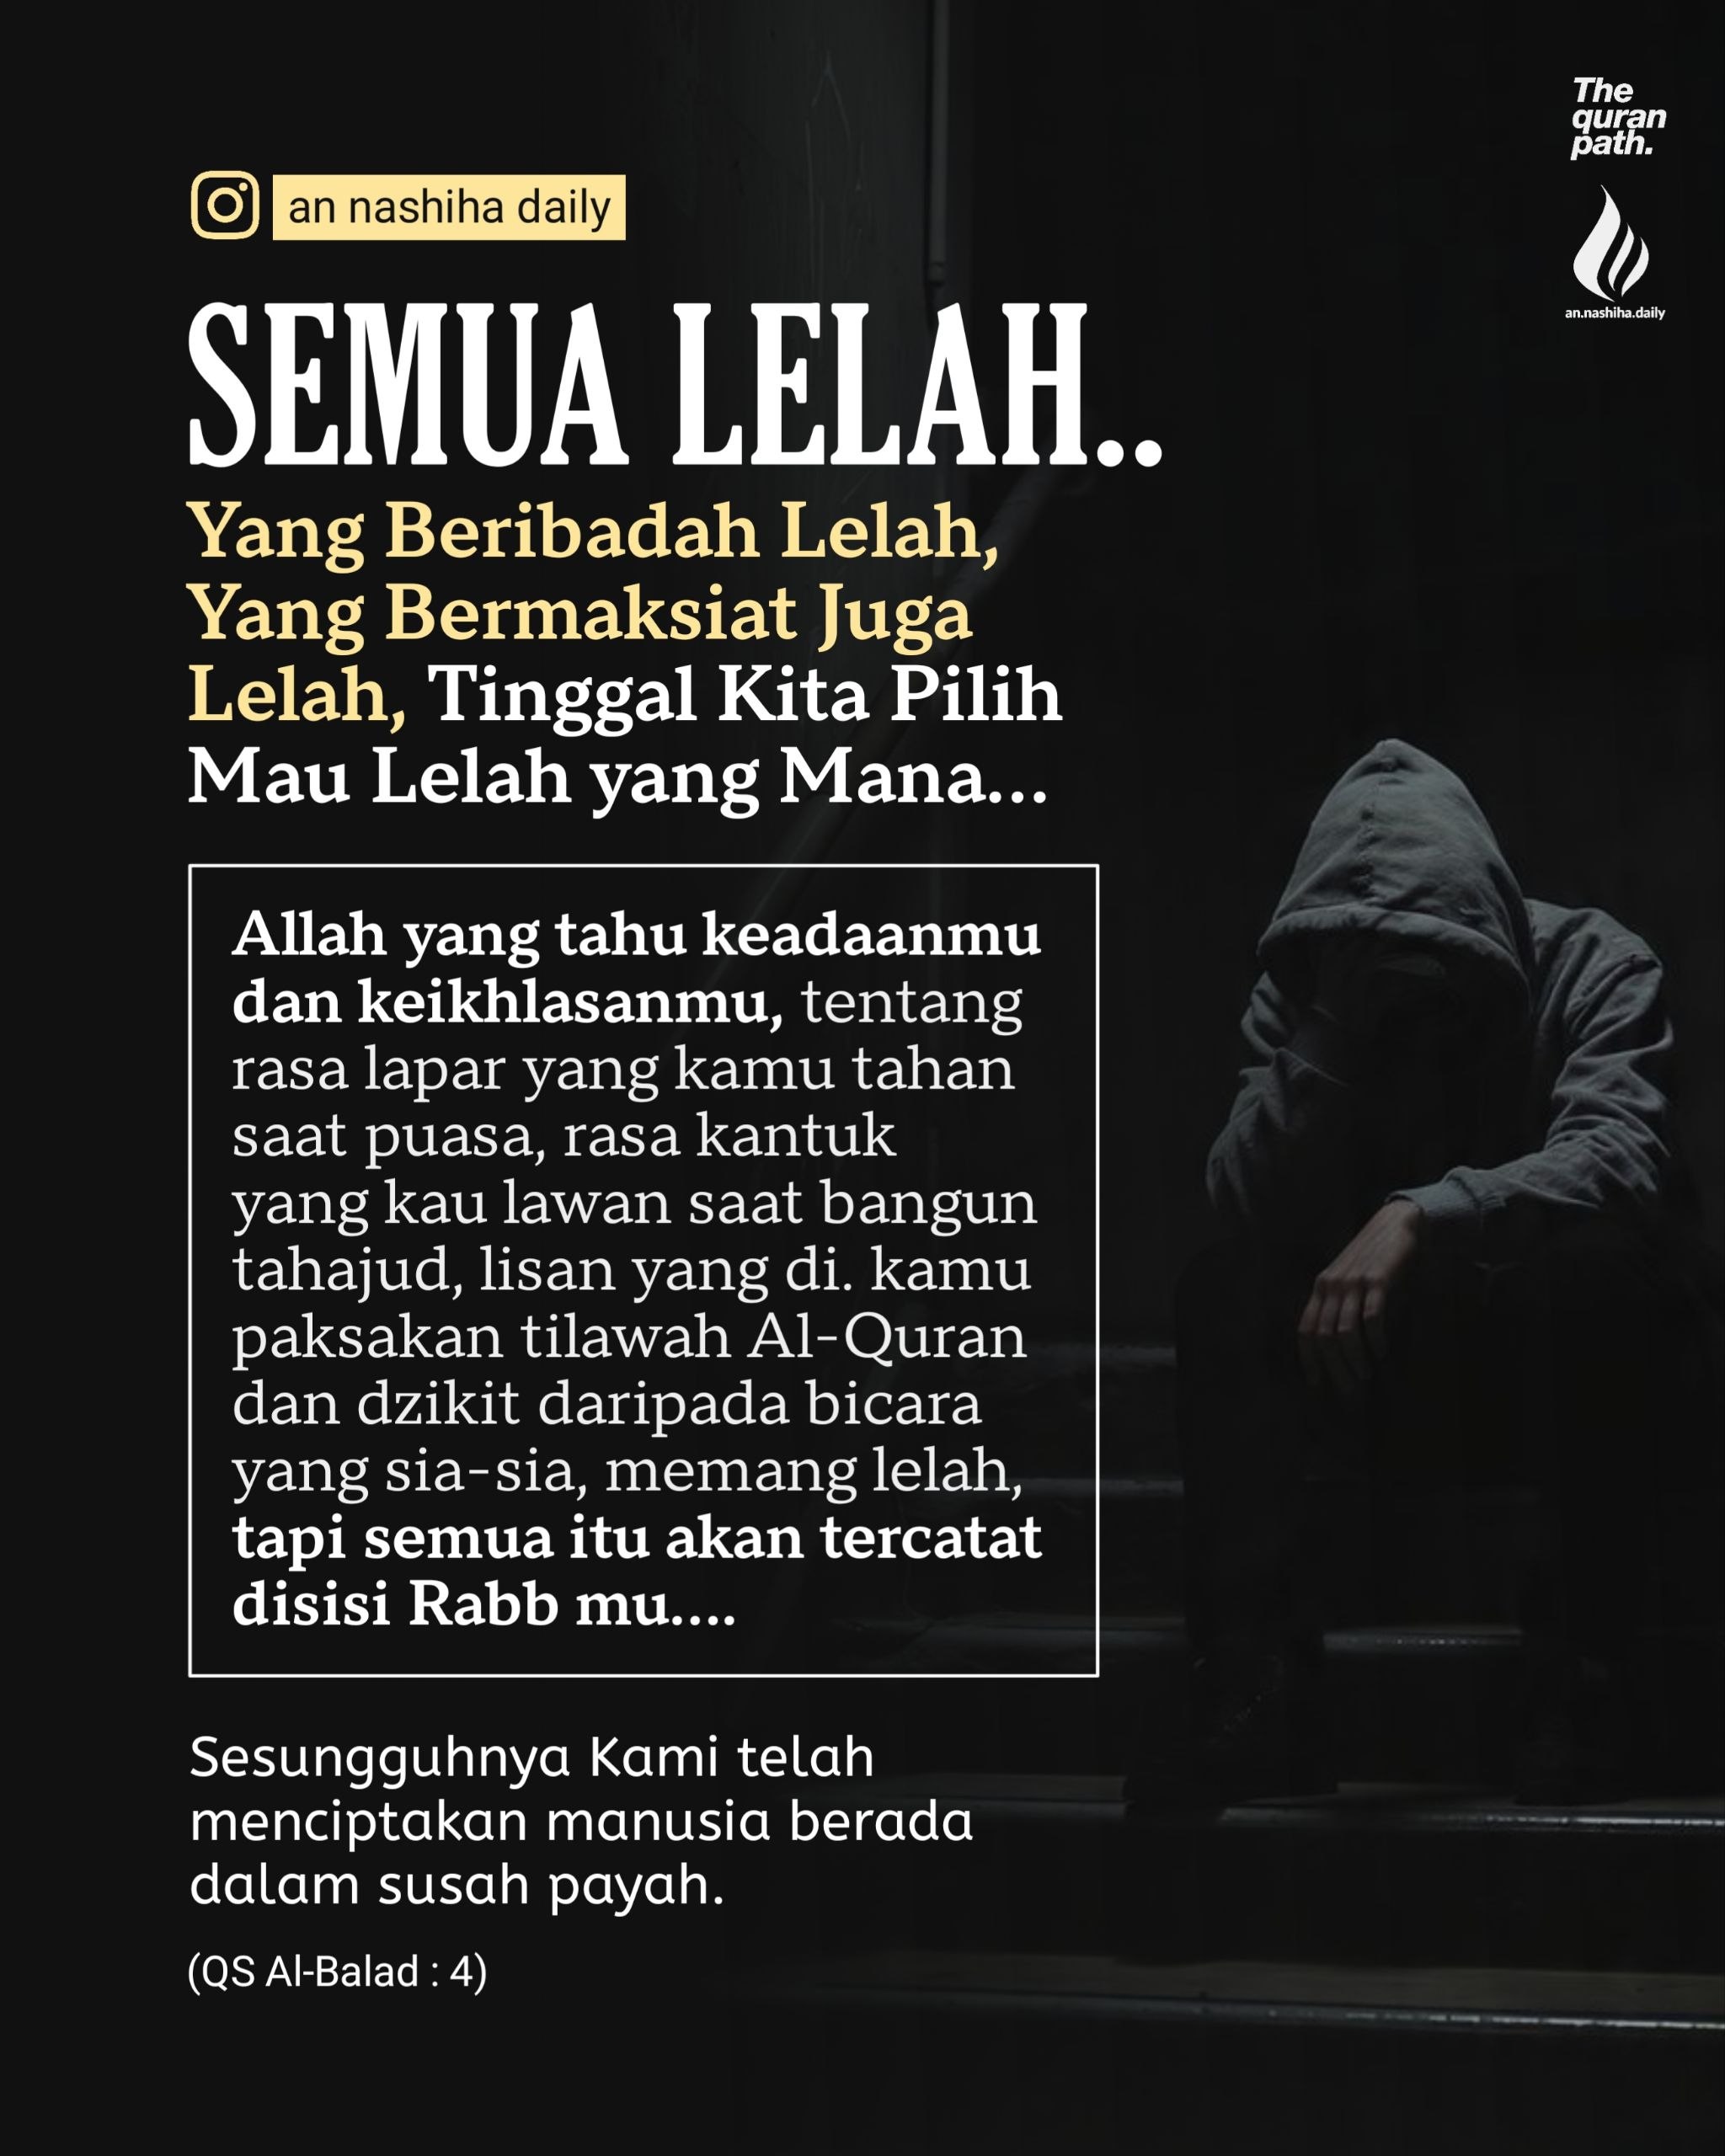 The
quran
path.
an.nashiha.daily
an nashiha daily
SEMUA LELAH..
Yang Beribadah Lelah,
Yang Bermaksiat Juga
Lelah, Tinggal Kita Pilih
Mau Lelah yang Mana...
Allah yang tahu keadaanmu
dan keikhlasanmu, tentang
rasa lapar yang kamu tahan
saat puasa, rasa kantuk
yang kau lawan saat bangun
tahajud, lisan yang di. kamu
paksakan tilawah Al-Quran
dan dzikit daripada bicara
yang sia-sia, memang lelah,
tapi semua itu akan tercatat
disisi Rabb mu....
Sesungguhnya Kami telah
menciptakan manusia berada
dalam susah payah.
(QS Al-Balad : 4)